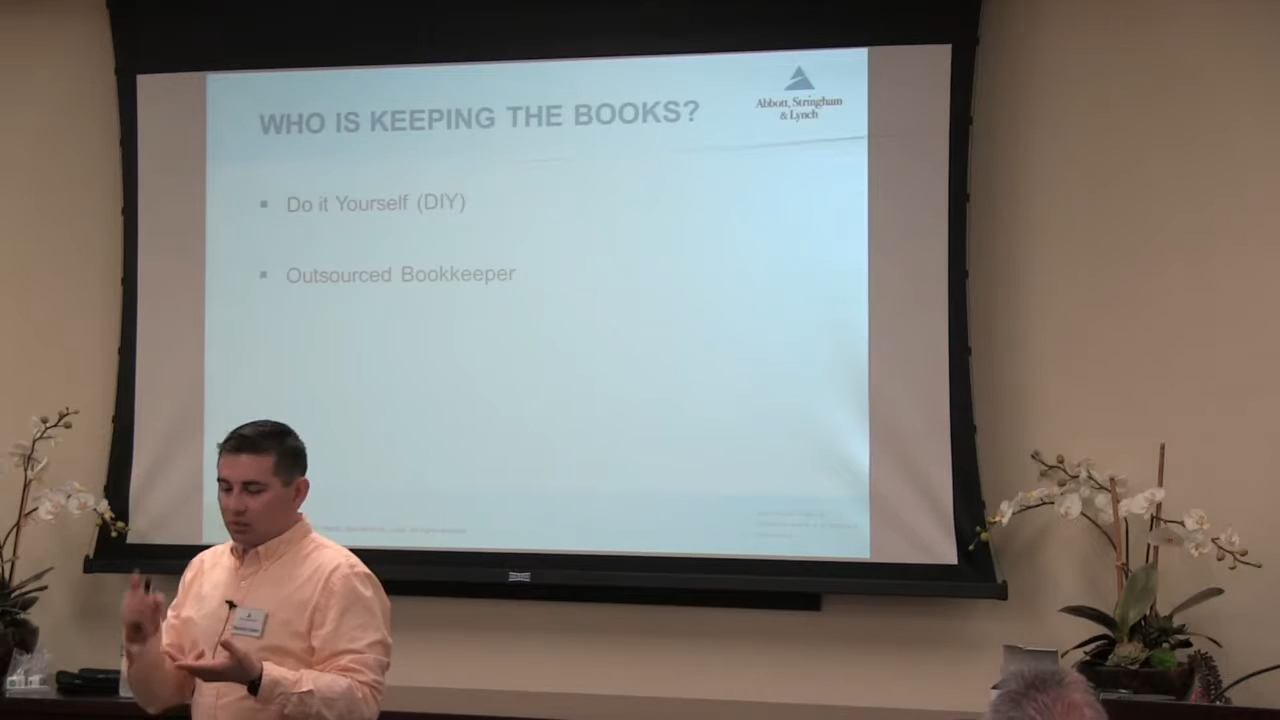 Abbott, Stringham
& Lynch
WHO IS KEEPING THE BOOKS?
▪ Do it Yourself (DIY)
▪ Outsourced Bookkeeper